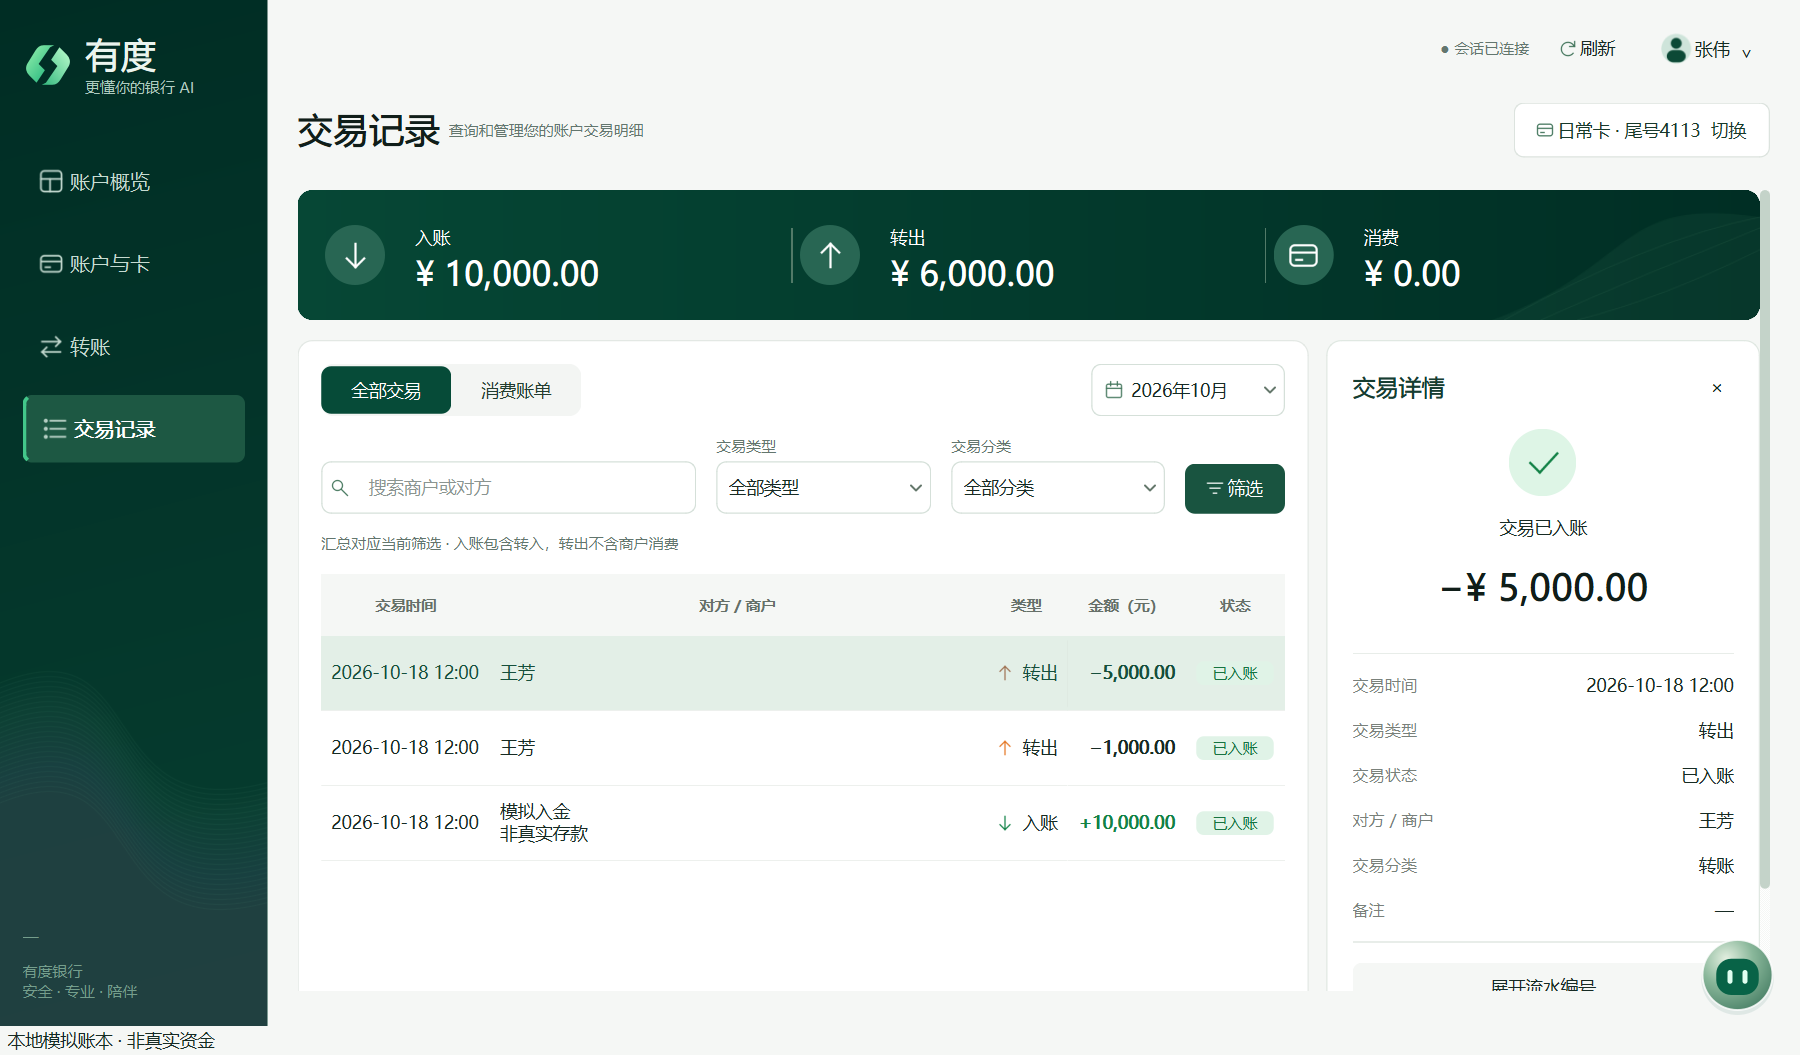 有度
更懂你的银行 AI
账户概览
账户与卡
转账
交易记录
有度银行
安全 · 专业 · 陪伴
本地模拟账本 · 非真实资金
会话已连接
刷新
张伟
交易记录 查询和管理您的账户交易明细
日常卡 · 尾号4113 切换
入账
¥ 10,000.00
转出
¥ 6,000.00
消费
¥ 0.00
全部交易
消费账单
2026年10月
交易类型
交易分类
搜索商户或对方
全部类型
全部分类
筛选
汇总对应当前筛选 · 入账包含转入，转出不含商户消费
交易时间 对方 / 商户 类型 金额（元） 状态
2026-10-18 12:00 王芳 转出 −5,000.00 已入账
2026-10-18 12:00 王芳 转出 −1,000.00 已入账
2026-10-18 12:00 模拟入金 入账 +10,000.00 已入账
非真实存款
交易详情
×
交易已入账
−¥ 5,000.00
交易时间 2026-10-18 12:00
交易类型 转出
交易状态 已入账
对方 / 商户 王芳
交易分类 转账
备注 —
展开流水编号